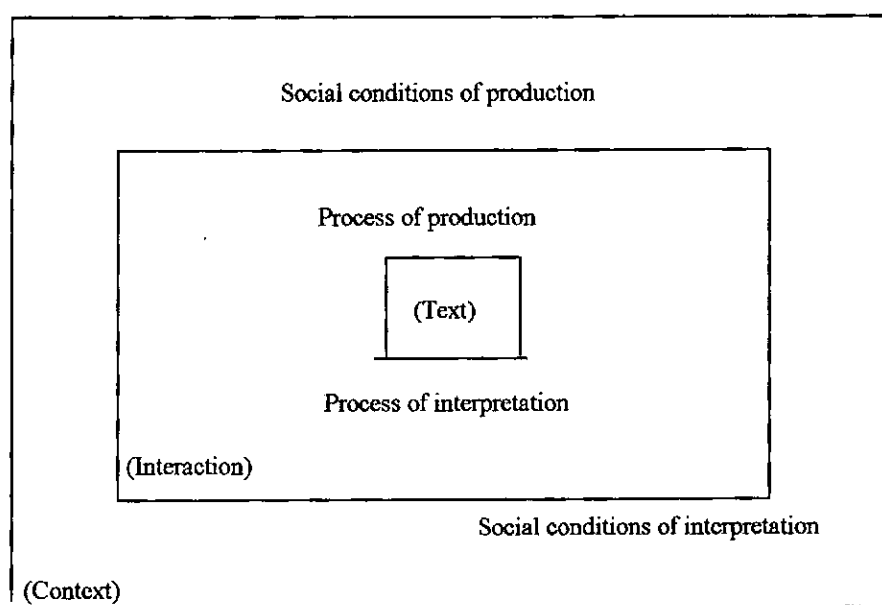 Social conditions of production
Process of production
(Text)
Process of interpretation
(Interaction)
Social conditions of interpretation
(Context)